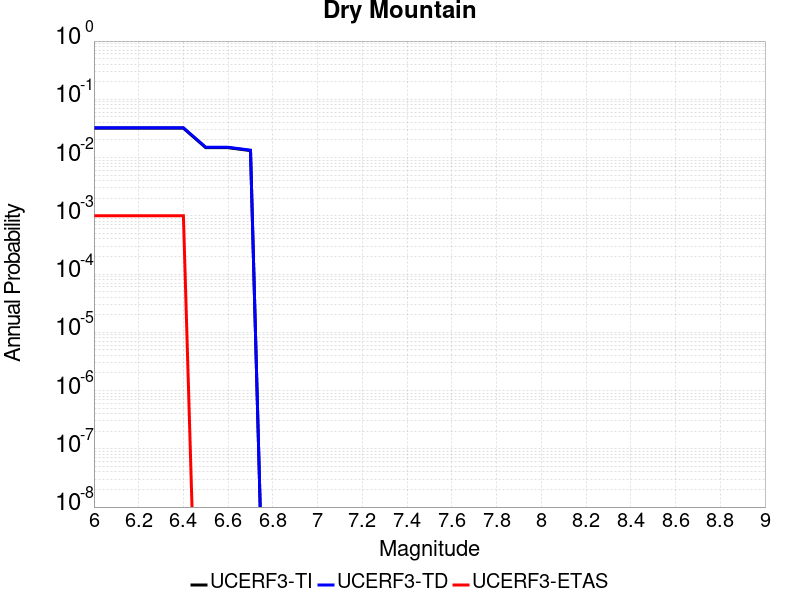 Dry Mountain
10^0
10^-1
10^-2
10^-3
10^-4
10^-5
10^-6
10^-7
10^-8
Annual Probability
6 6.2 6.4 6.6 6.8 7 7.2 7.4 7.6 7.8 8 8.2 8.4 8.6 8.8 9
Magnitude
UCERF3-TI UCERF3-TD UCERF3-ETAS